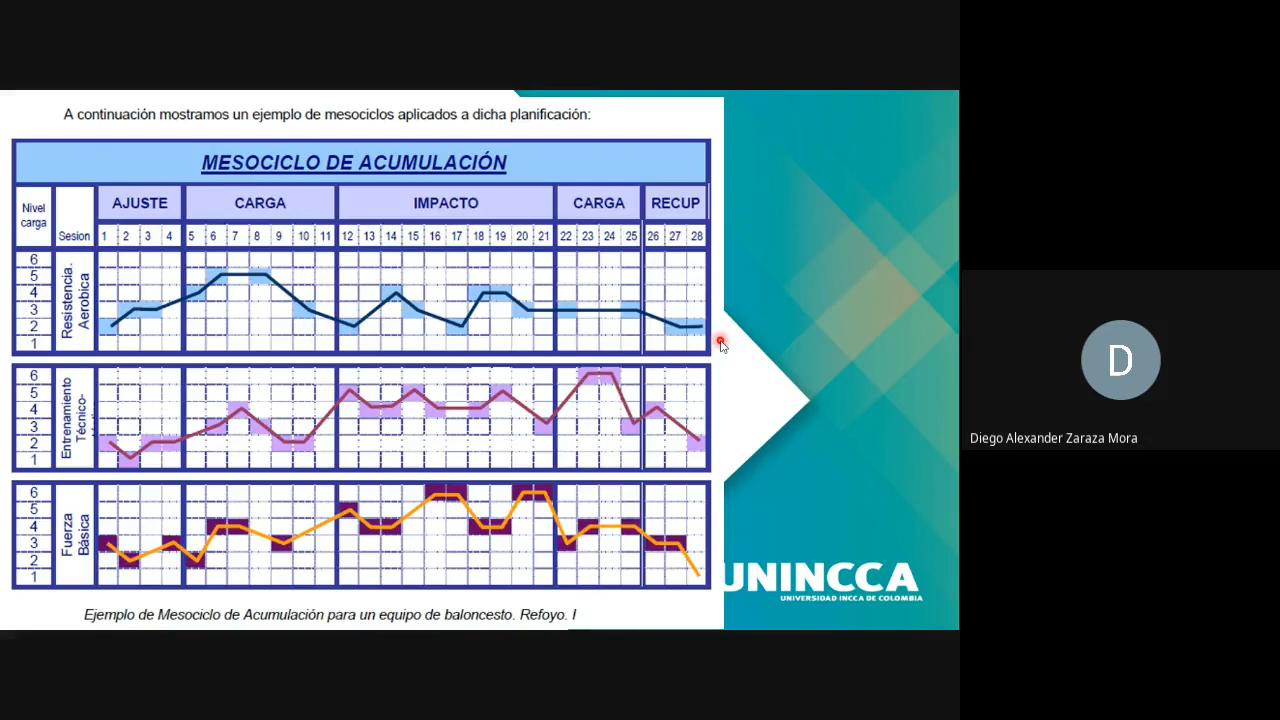 A continuación mostramos un ejemplo de mesociclos aplicados a dicha planificación:
MESOCICLO DE ACUMULACIÓN
Nivel carga Sesion AJUSTE CARGA IMPACTO CARGA RECUP
1 2 3 4 5 6 7 8 9 10 11 12 13 14 15 16 17 18 19 20 21 22 23 24 25 26 27 28
Resistencia. Aerobica
6
5
4
3
2
1
Entrenamiento Técnico-
6
5
4
3
2
1
Fuerza Básica
6
5
4
3
2
1
Ejemplo de Mesociclo de Acumulación para un equipo de baloncesto. Refoyo. I
UNINCCA
UNIVERSIDAD INCCA DE COLOMBIA
D
Diego Alexander Zaraza Mora